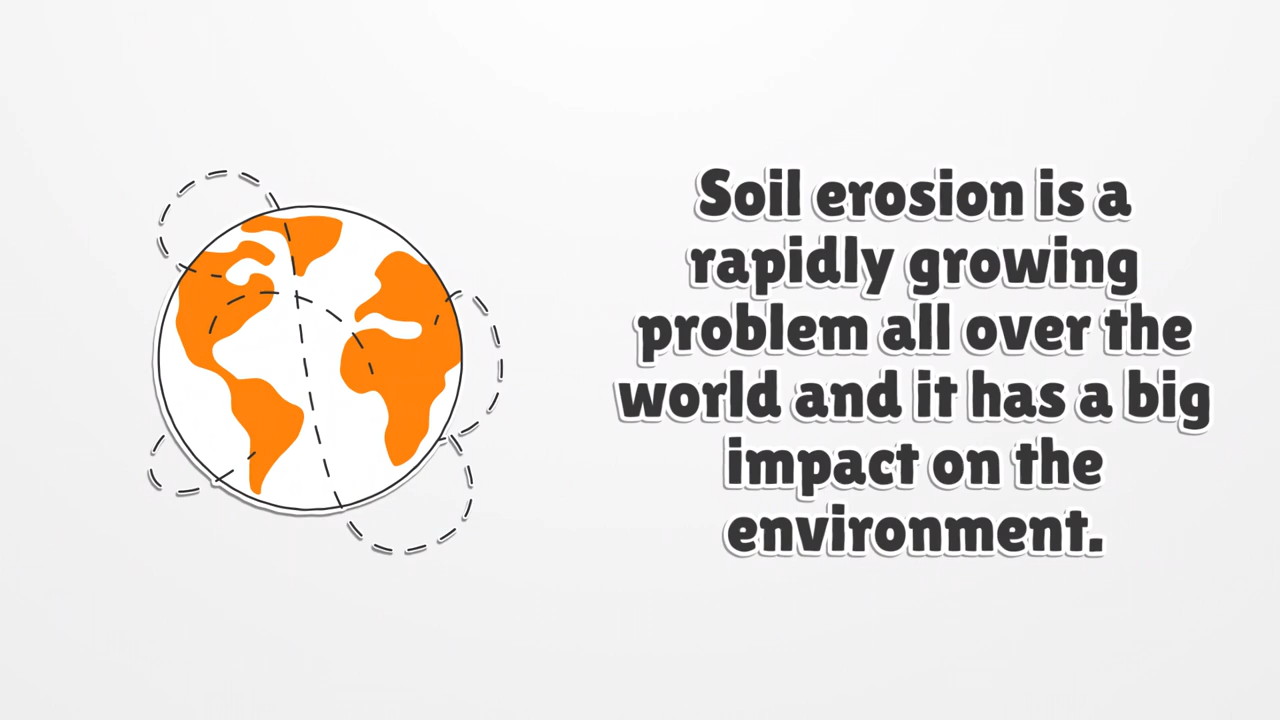 Soil erosion is a
rapidly growing
problem all over the
world and it has a big
impact on the
environment.